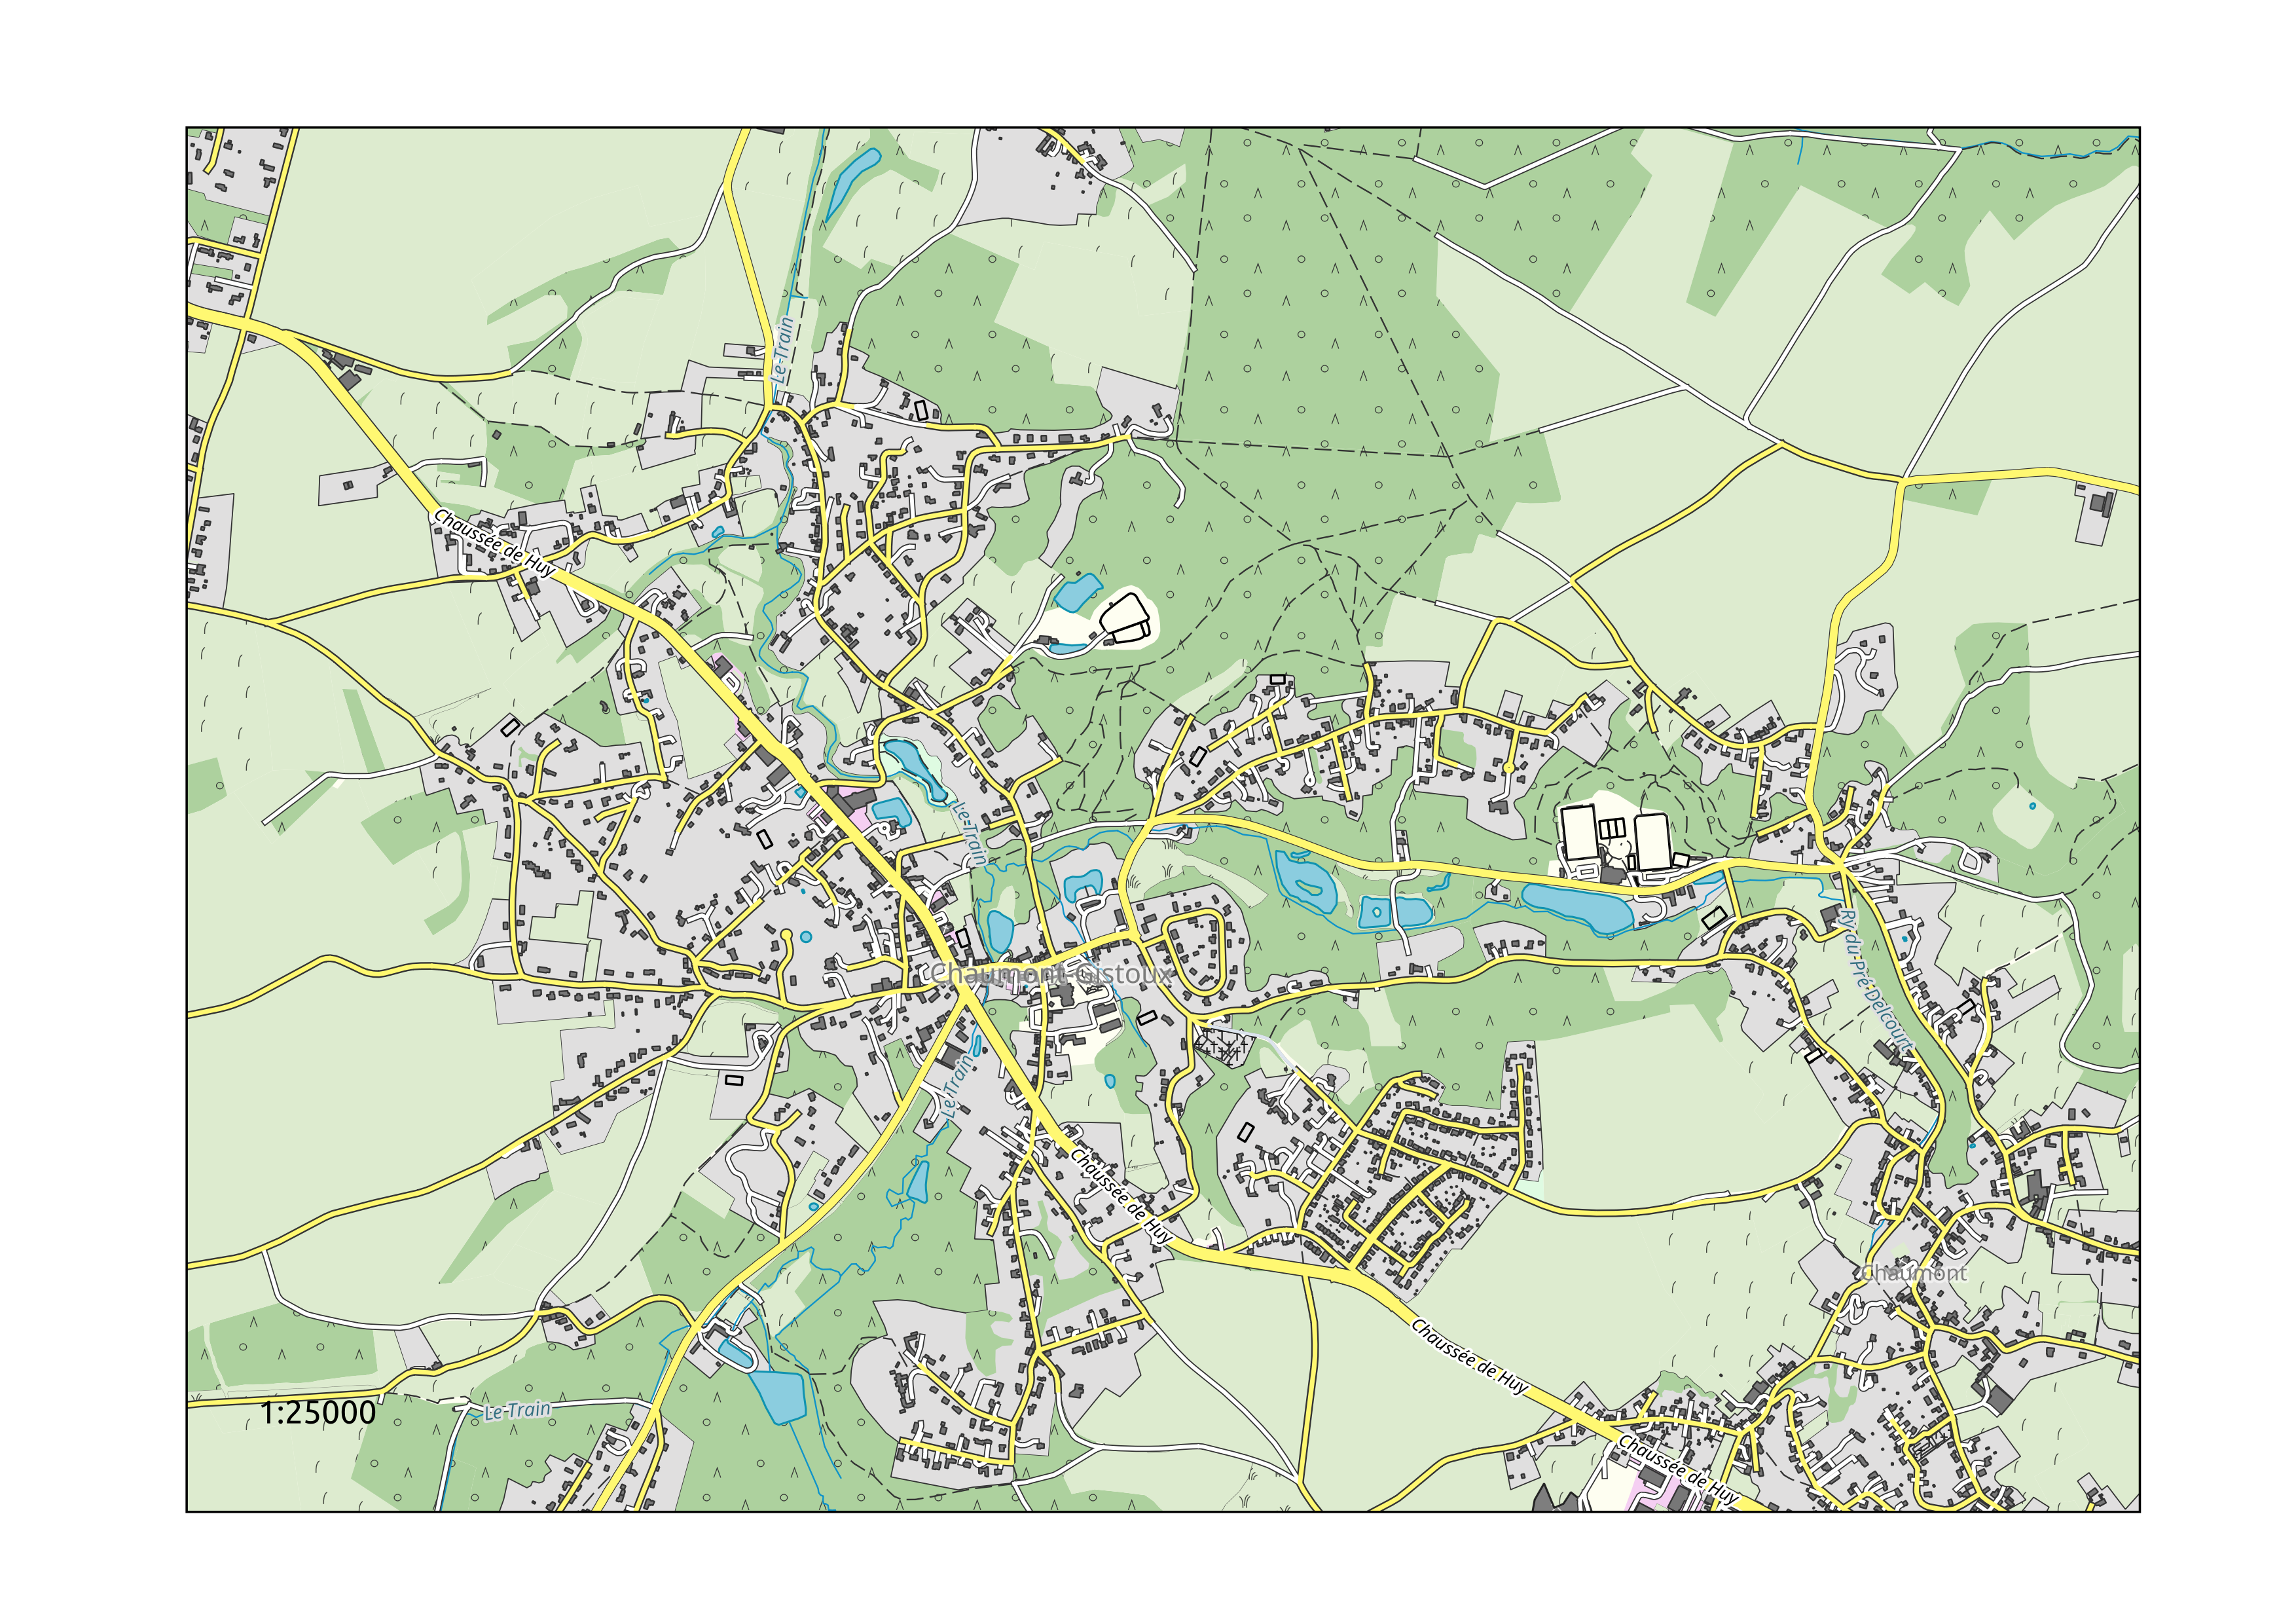 Le Train
Chaussée de Huy
Le Train
Ry du Pré Delcourt
Chaumont-Gistoux
Le Train
Chaussée de Huy
Chaumont
Chaussée de Huy
Le Train
1:25000
Chaussée de Huy